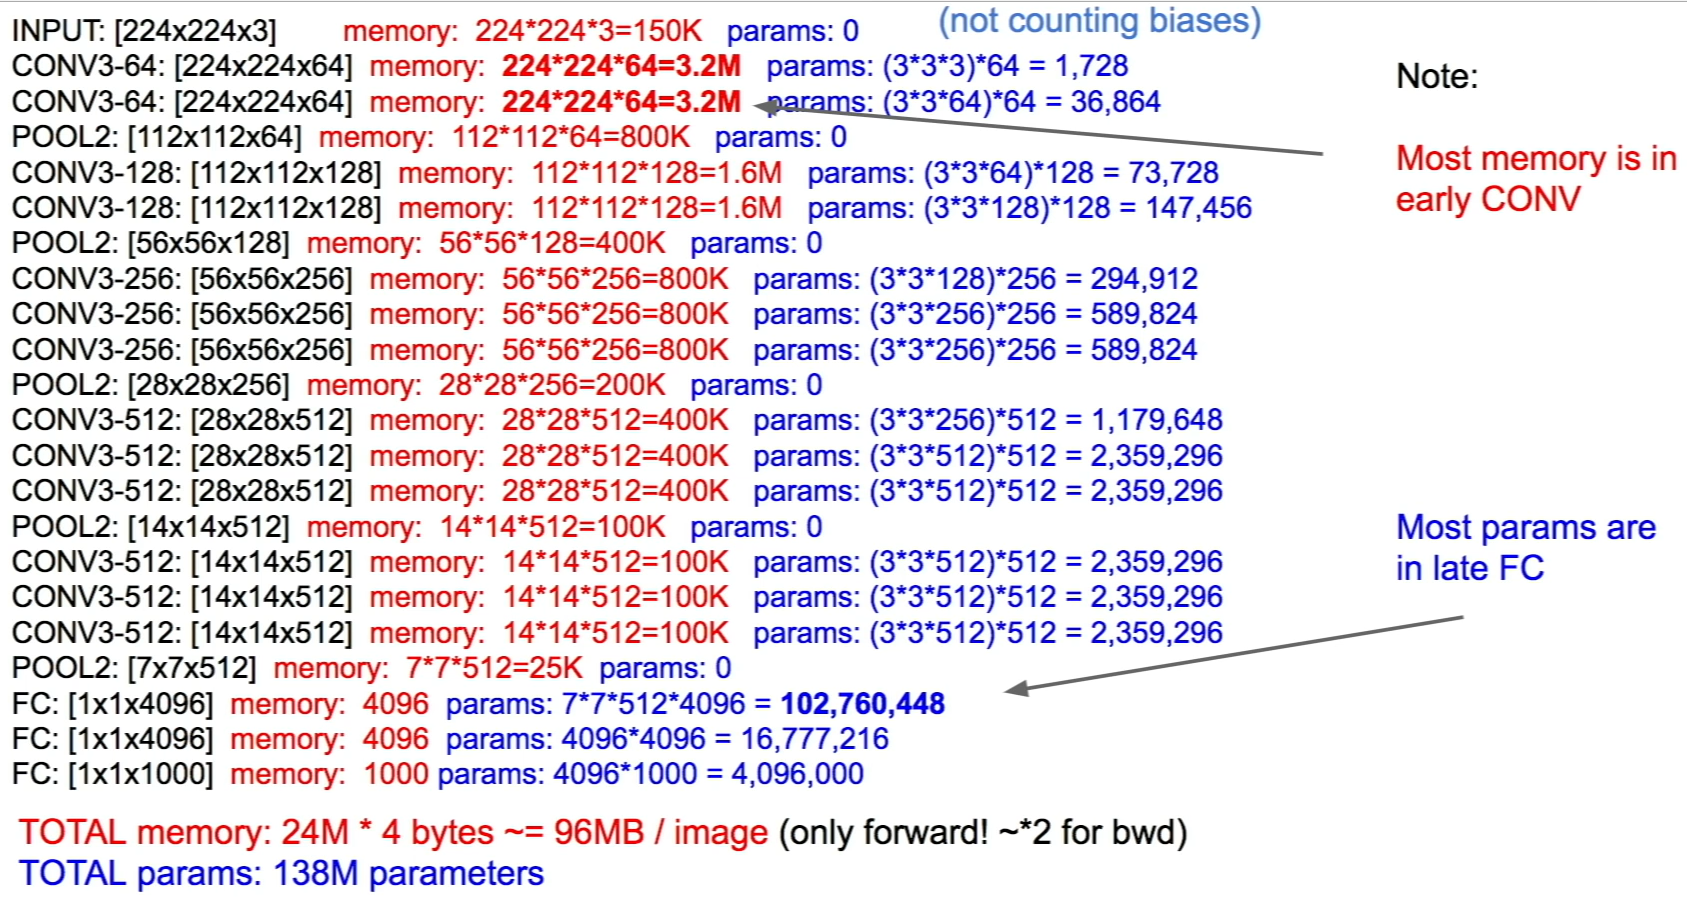 INPUT: [224x224x3] memory: 224*224*3=150K params: 0 (not counting biases)
CONV3-64: [224x224x64] memory: 224*224*64=3.2M params: (3*3*3)*64 = 1,728
CONV3-64: [224x224x64] memory: 224*224*64=3.2M params: (3*3*64)*64 = 36,864
POOL2: [112x112x64] memory: 112*112*64=800K params: 0
CONV3-128: [112x112x128] memory: 112*112*128=1.6M params: (3*3*64)*128 = 73,728
CONV3-128: [112x112x128] memory: 112*112*128=1.6M params: (3*3*128)*128 = 147,456
POOL2: [56x56x128] memory: 56*56*128=400K params: 0
CONV3-256: [56x56x256] memory: 56*56*256=800K params: (3*3*128)*256 = 294,912
CONV3-256: [56x56x256] memory: 56*56*256=800K params: (3*3*256)*256 = 589,824
CONV3-256: [56x56x256] memory: 56*56*256=800K params: (3*3*256)*256 = 589,824
POOL2: [28x28x256] memory: 28*28*256=200K params: 0
CONV3-512: [28x28x512] memory: 28*28*512=400K params: (3*3*256)*512 = 1,179,648
CONV3-512: [28x28x512] memory: 28*28*512=400K params: (3*3*512)*512 = 2,359,296
CONV3-512: [28x28x512] memory: 28*28*512=400K params: (3*3*512)*512 = 2,359,296
POOL2: [14x14x512] memory: 14*14*512=100K params: 0
CONV3-512: [14x14x512] memory: 14*14*512=100K params: (3*3*512)*512 = 2,359,296
CONV3-512: [14x14x512] memory: 14*14*512=100K params: (3*3*512)*512 = 2,359,296
CONV3-512: [14x14x512] memory: 14*14*512=100K params: (3*3*512)*512 = 2,359,296
POOL2: [7x7x512] memory: 7*7*512=25K params: 0
FC: [1x1x4096] memory: 4096 params: 7*7*512*4096 = 102,760,448
FC: [1x1x4096] memory: 4096 params: 4096*4096 = 16,777,216
FC: [1x1x1000] memory: 1000 params: 4096*1000 = 4,096,000
TOTAL memory: 24M * 4 bytes ~= 96MB / image (only forward! ~*2 for bwd)
TOTAL params: 138M parameters
Note:
Most memory is in
early CONV
Most params are
in late FC